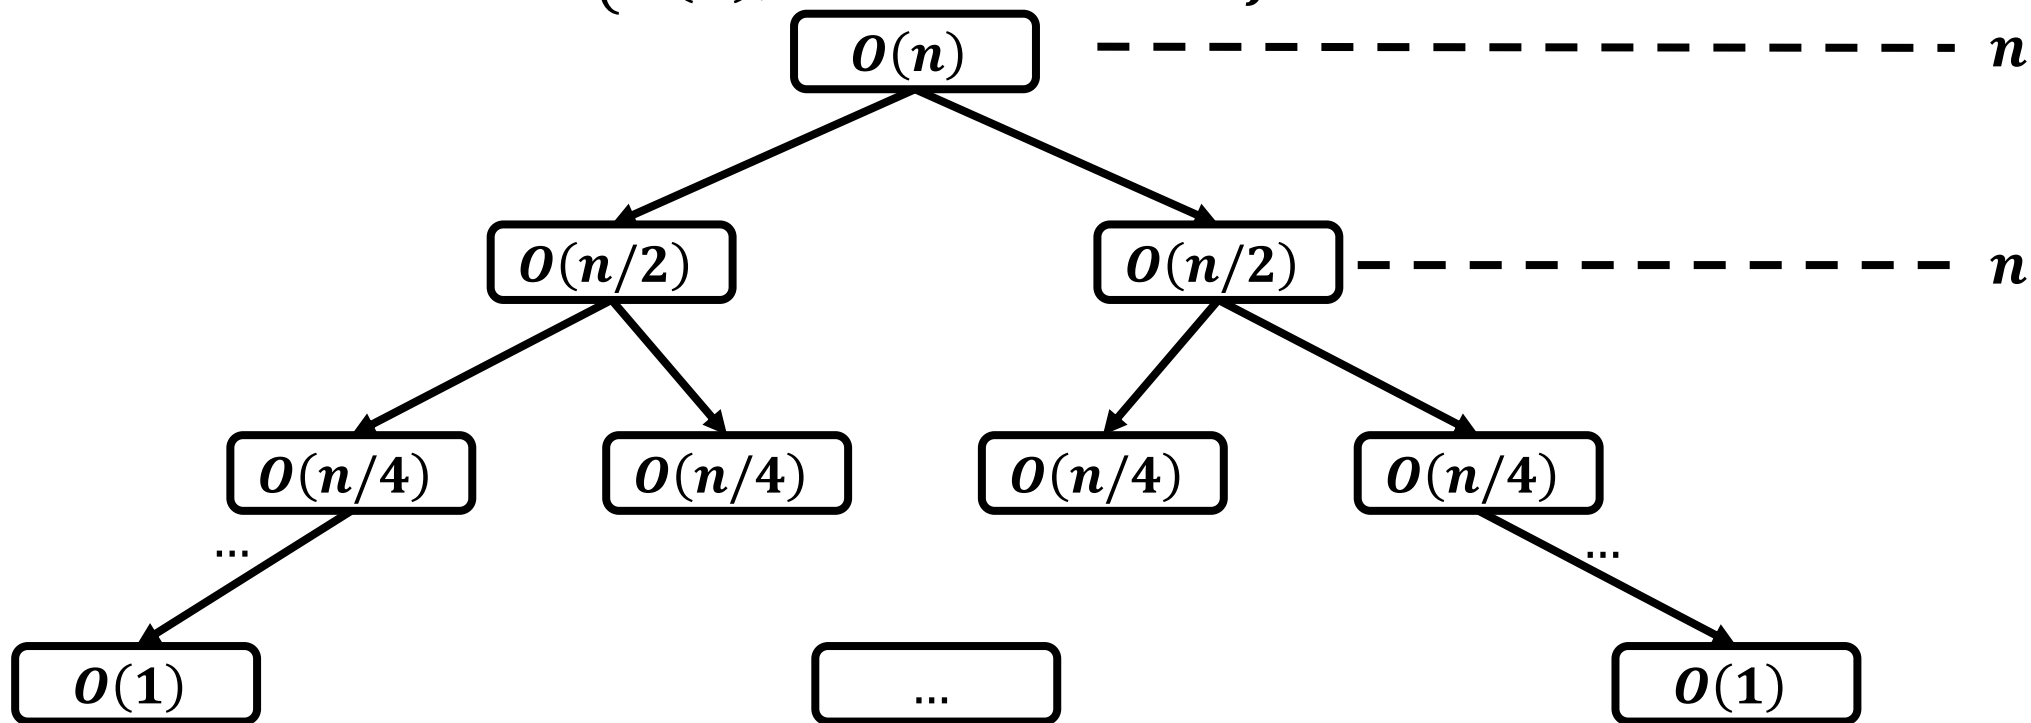 O(n) n
O(n/2) O(n/2) n
O(n/4) O(n/4) O(n/4) O(n/4)
... ...
O(1) ... O(1)